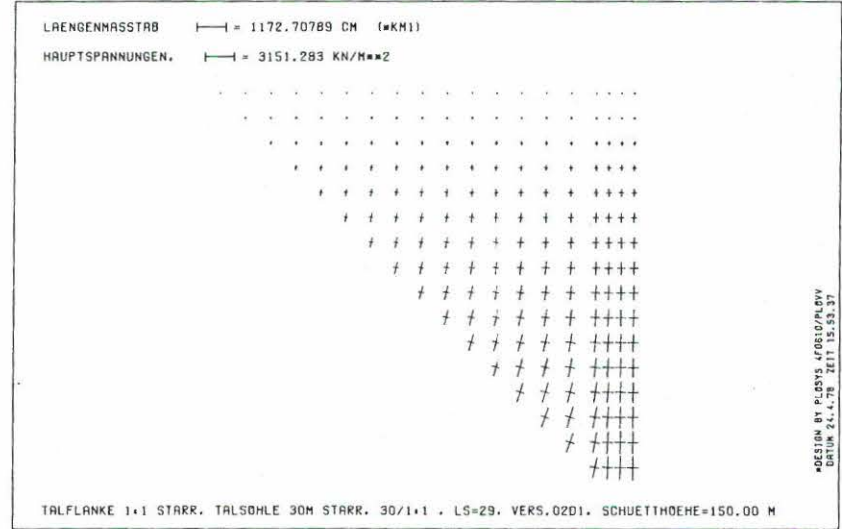 LAENGENMASSTAB = 1172.70789 CM (*KM1)
HAUPTSPANNUNGEN. = 3151.283 KN/M**2
*DESIGN BY PLOSYS 4F0610/PLOVV
DATUM 24.4.78 ZEIT 15.53.37
TALFLANKE 1:1 STARR. TALSOHLE 30M STARR. 30/1:1 . LS=29. VERS.02D1. SCHUETTHOEHE=150.00 M